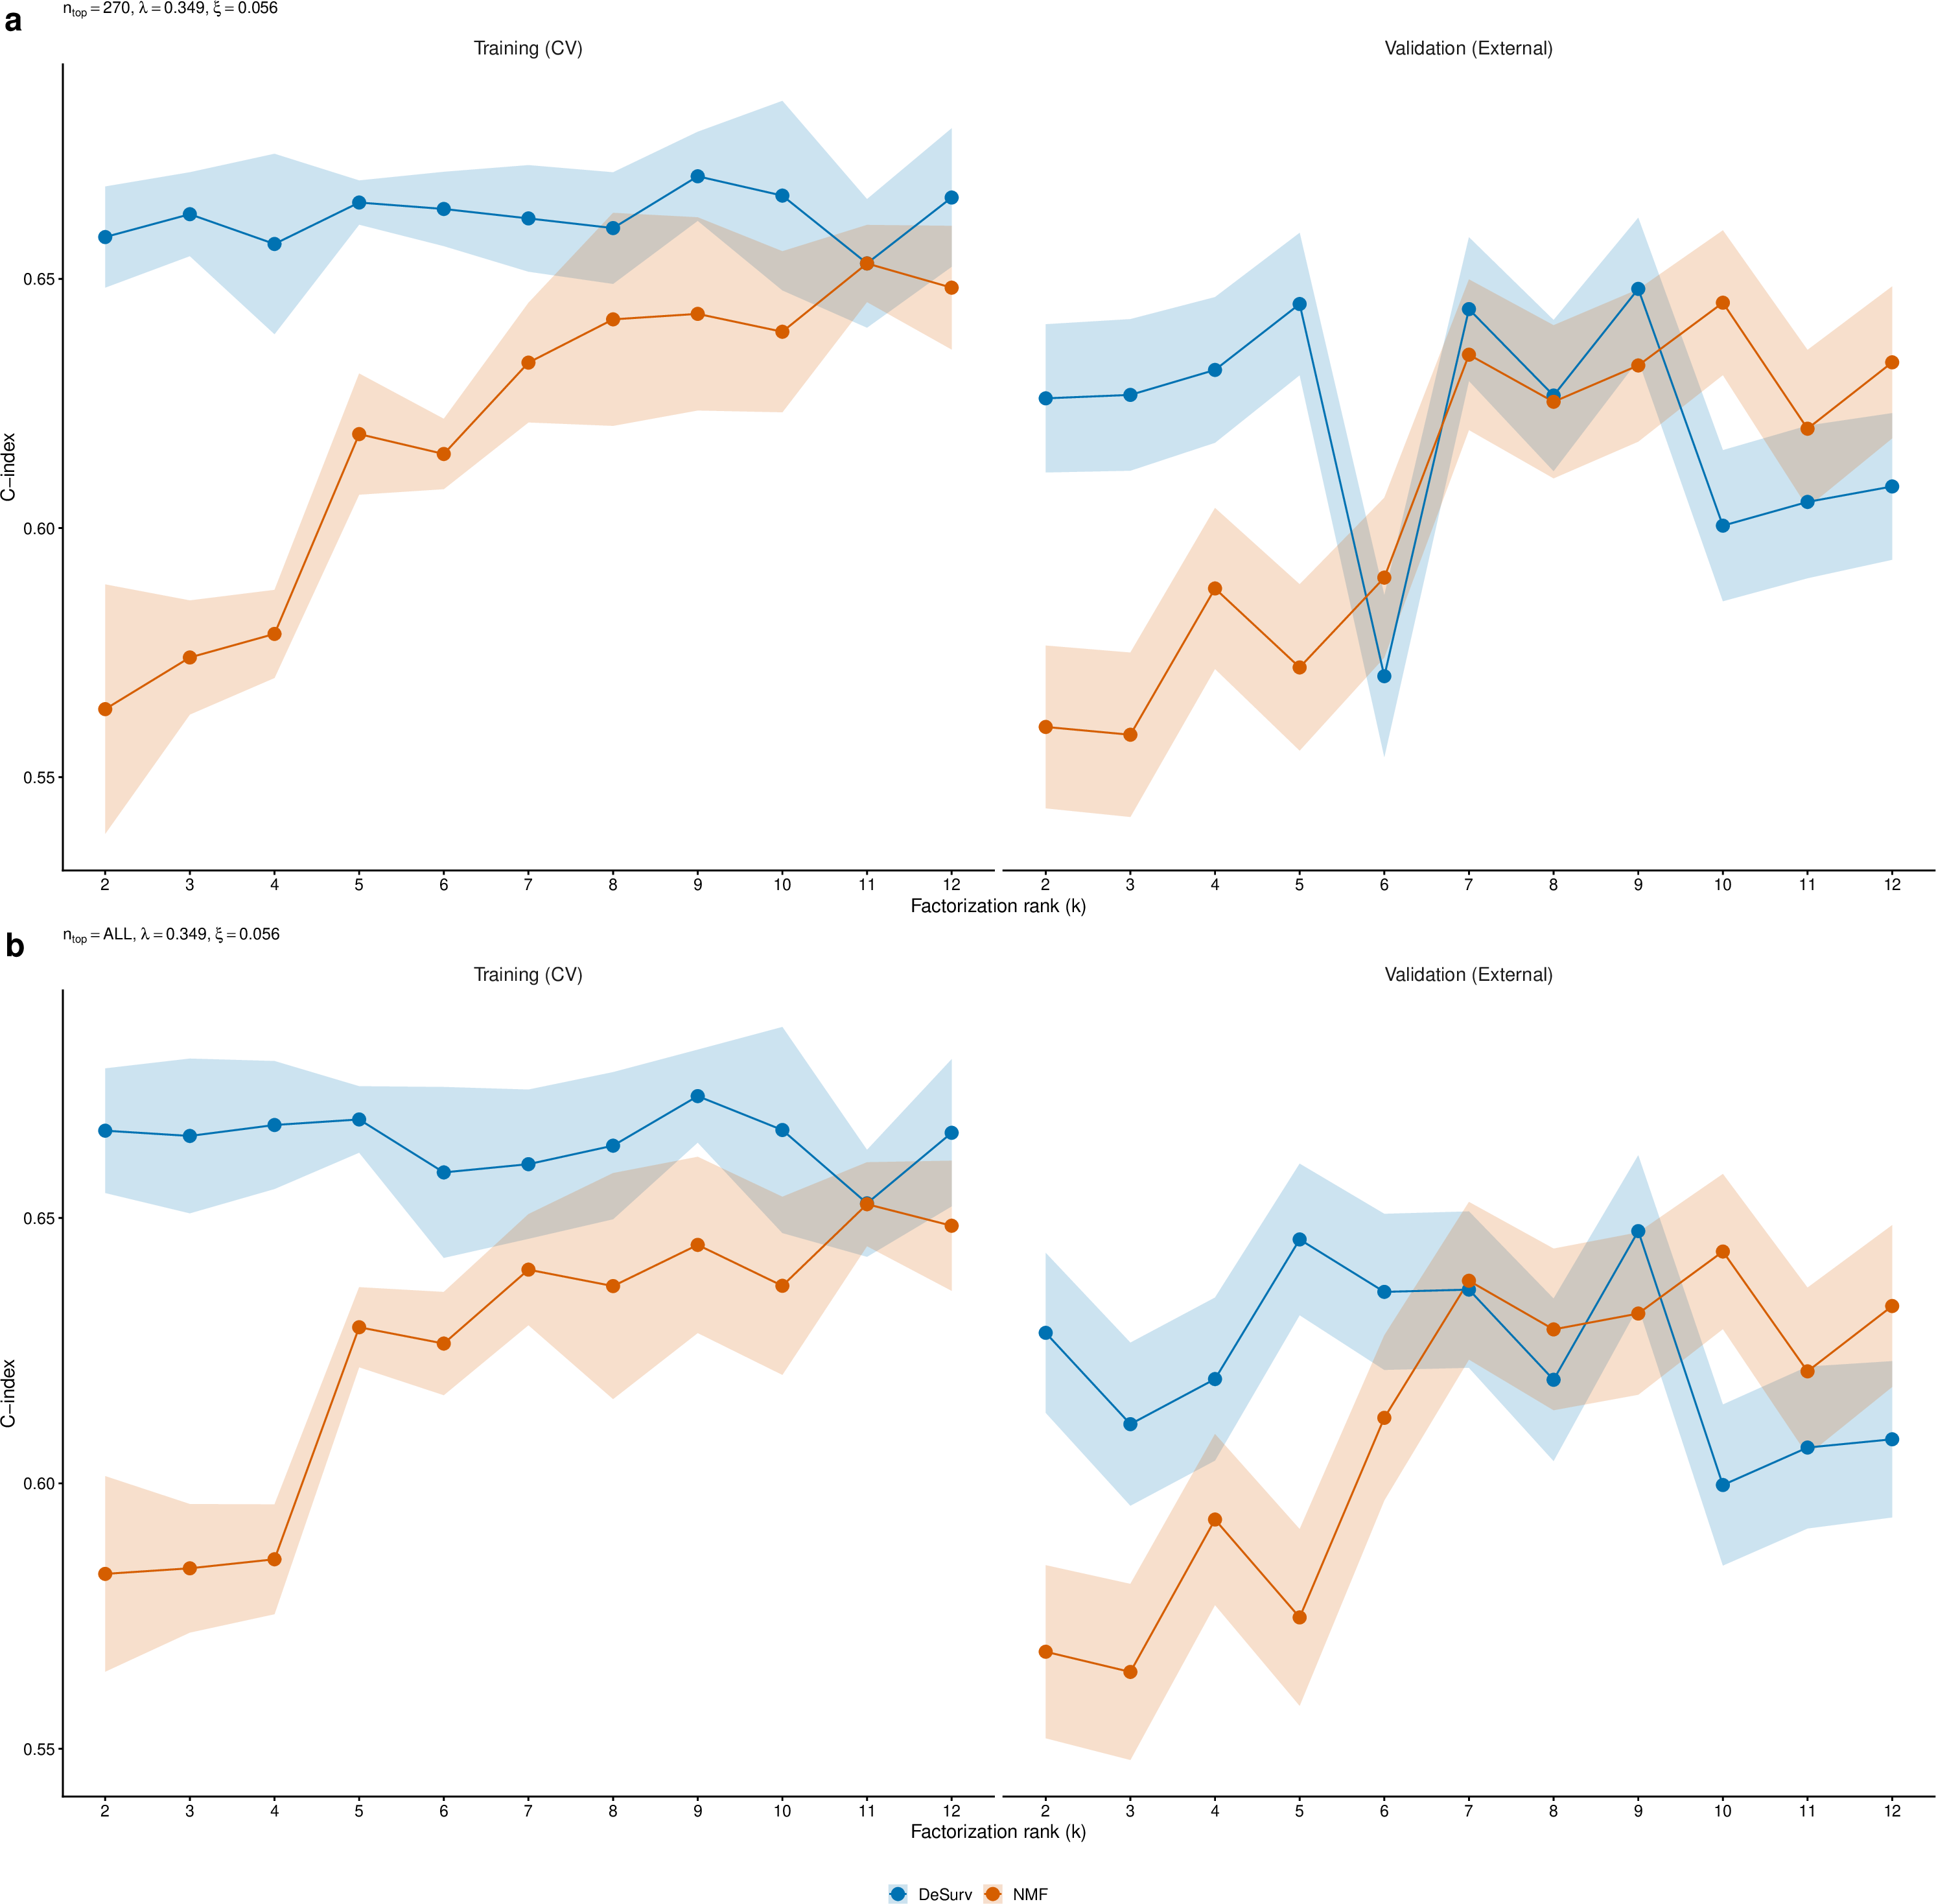 a
n_top = 270, λ = 0.349, ξ = 0.056
Training (CV)
Validation (External)
C−index
0.65
0.60
0.55
2 3 4 5 6 7 8 9 10 11 12
2 3 4 5 6 7 8 9 10 11 12
Factorization rank (k)
b
n_top = ALL, λ = 0.349, ξ = 0.056
Training (CV)
Validation (External)
C−index
0.65
0.60
0.55
2 3 4 5 6 7 8 9 10 11 12
2 3 4 5 6 7 8 9 10 11 12
Factorization rank (k)
DeSurv NMF